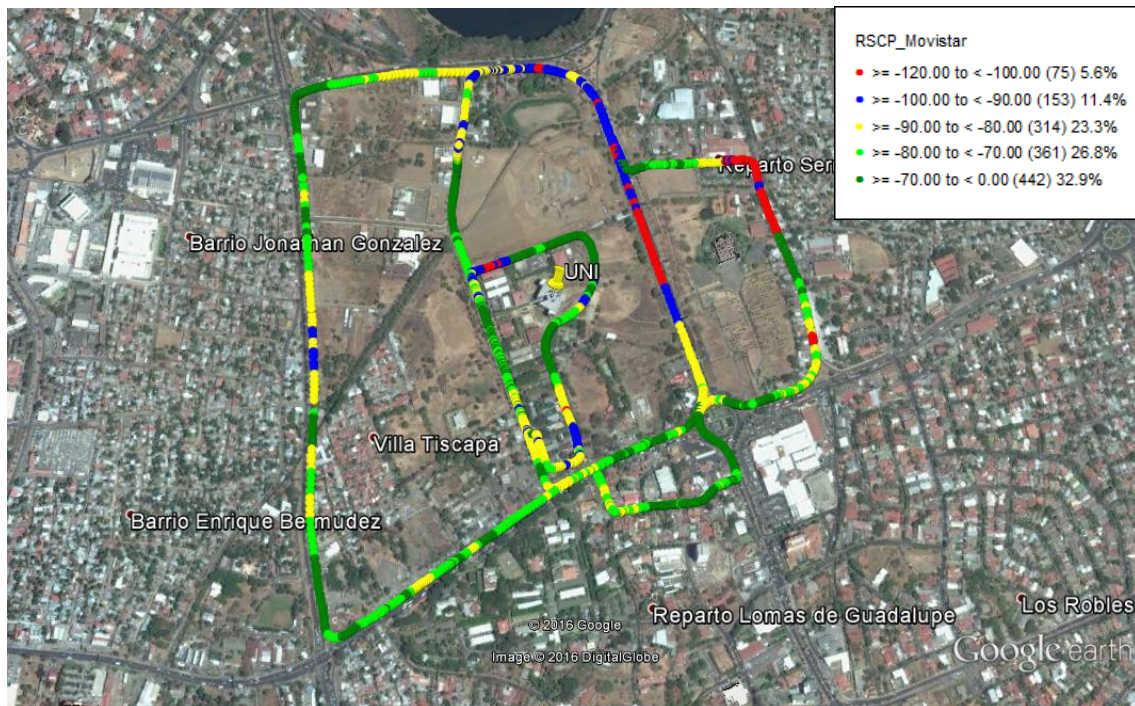 RSCP_Movistar
>= -120.00 to < -100.00 (75) 5.6%
>= -100.00 to < -90.00 (153) 11.4%
>= -90.00 to < -80.00 (314) 23.3%
>= -80.00 to < -70.00 (361) 26.8%
>= -70.00 to < 0.00 (442) 32.9%
Reparto Ser
Barrio Jonathan Gonzalez
UNI
Villa Tiscapa
Barrio Enrique Bermudez
Reparto Lomas de Guadalupe
Los Robles
© 2016 Google
Image © 2016 DigitalGlobe
Google earth